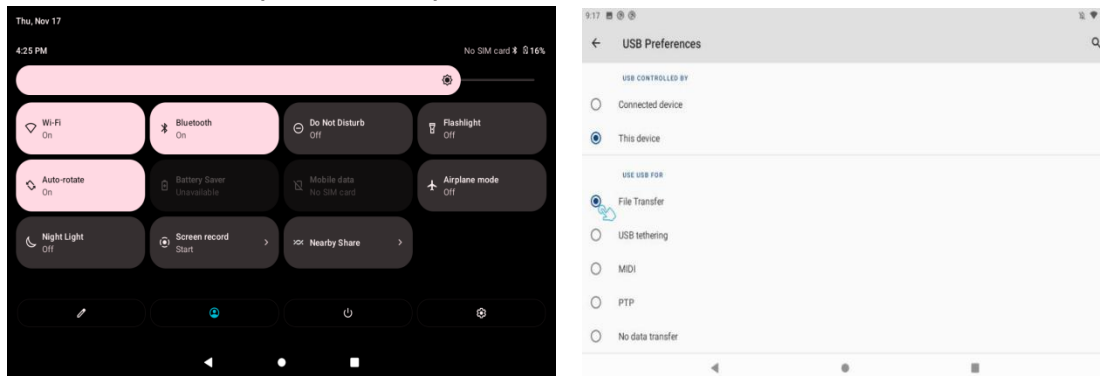 Thu, Nov 17
4:25 PM
No SIM card 16%
Wi-Fi
On
Bluetooth
On
Do Not Disturb
Off
Flashlight
Off
Auto-rotate
On
Battery Saver
Unavailable
Mobile data
No SIM card
Airplane mode
Off
Night Light
Off
Screen record
Start
Nearby Share
9:17
USB Preferences
USB CONTROLLED BY
Connected device
This device
USE USB FOR
File Transfer
USB tethering
MIDI
PTP
No data transfer